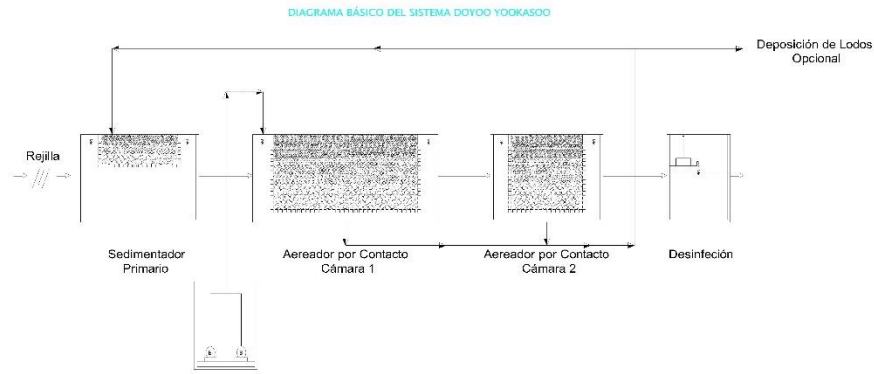 DIAGRAMA BÁSICO DEL SISTEMA DOYOO YOOKASOO
Deposición de Lodos
Opcional
Rejilla
Sedimentador
Primario
Aereador por Contacto
Cámara 1
Aereador por Contacto
Cámara 2
Desinfeción